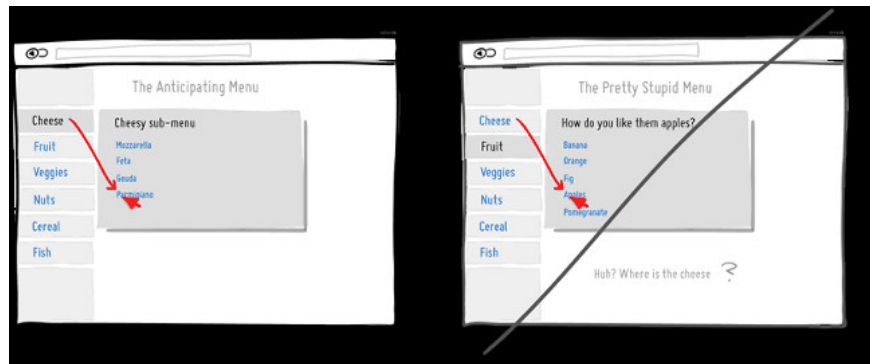 The Anticipating Menu
Cheese
Fruit
Veggies
Nuts
Cereal
Fish
Cheesy sub-menu
Mozzarella
Feta
Gouda
Parmigiano
The Pretty Stupid Menu
Cheese
Fruit
Veggies
Nuts
Cereal
Fish
How do you like them apples?
Banana
Orange
Fig
Apples
Pomegranate
Huh? Where is the cheese ?